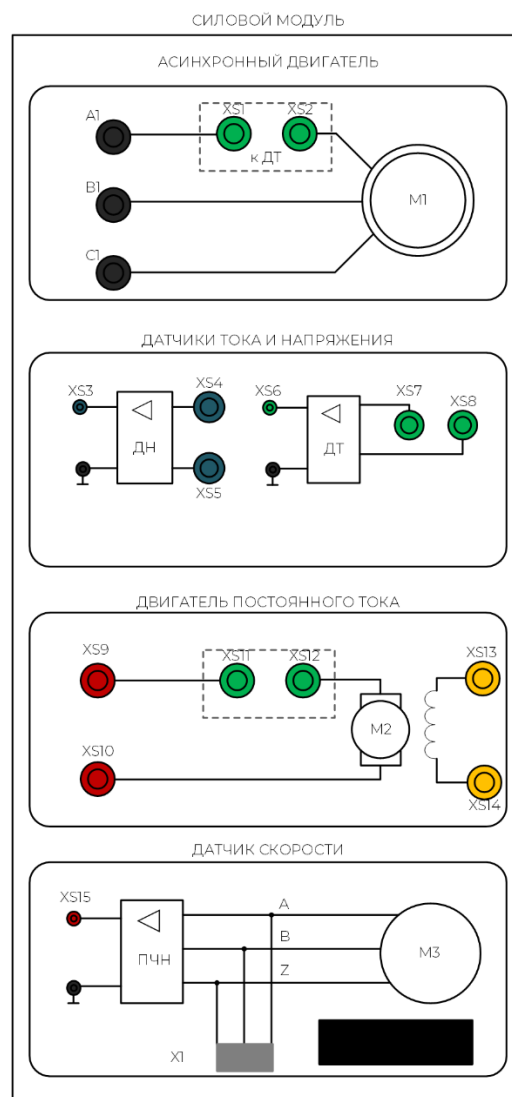 СИЛОВОЙ МОДУЛЬ
АСИНХРОННЫЙ ДВИГАТЕЛЬ
A1
XS1
XS2
к ДТ
B1
M1
C1
ДАТЧИКИ ТОКА И НАПРЯЖЕНИЯ
XS3
XS4
XS6
XS7
XS8
ДН
ДТ
XS5
ДВИГАТЕЛЬ ПОСТОЯННОГО ТОКА
XS9
XS11
XS12
XS13
M2
XS10
XS14
ДАТЧИК СКОРОСТИ
XS15
A
B
ПЧН
M3
Z
X1